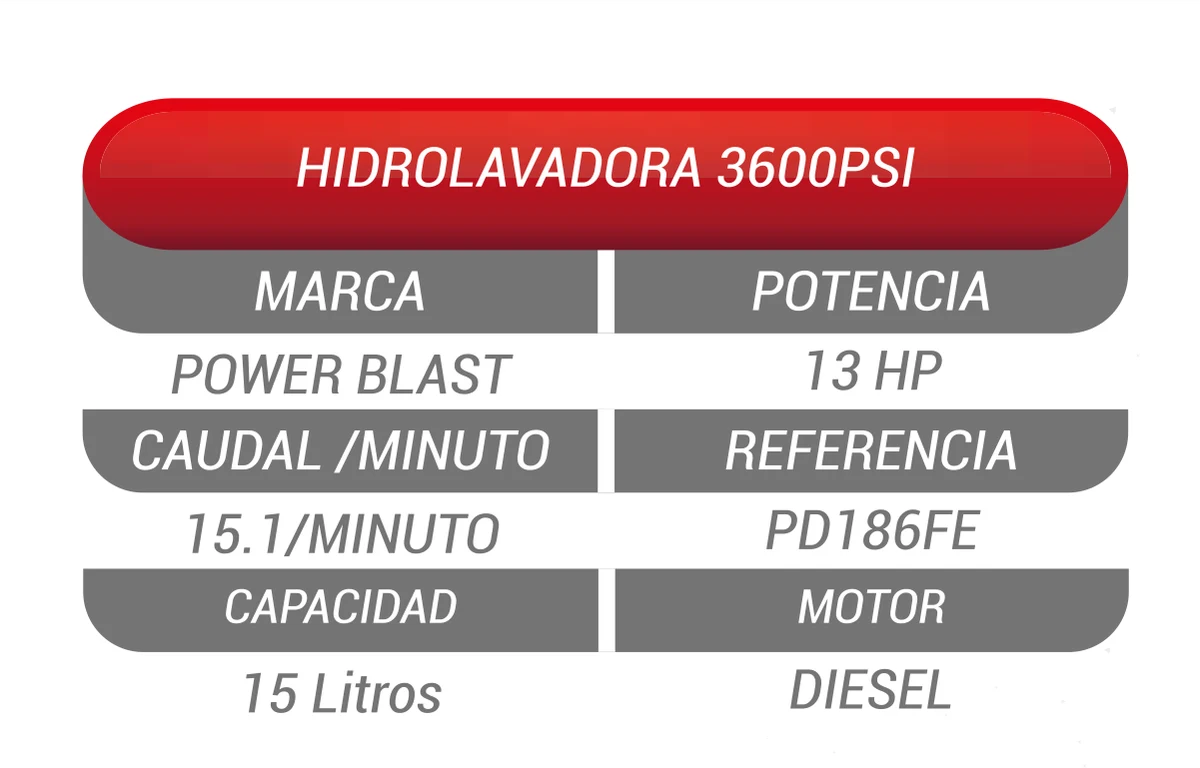 HIDROLAVADORA 3600PSI
MARCA POTENCIA
POWER BLAST 13 HP
CAUDAL /MINUTO REFERENCIA
15.1/MINUTO PD186FE
CAPACIDAD MOTOR
15 Litros DIESEL